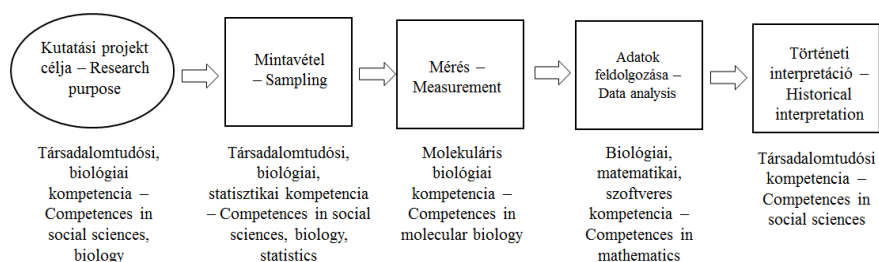 Kutatási projekt
célja – Research
purpose
Mintavétel
– Sampling
Mérés –
Measurement
Adatok
feldolgozása –
Data analysis
Történeti
interpretáció –
Historical
interpretation
Társadalomtudósi,
biológiai
kompetencia –
Competences in
social sciences,
biology
Társadalomtudósi,
biológiai,
statisztikai kompetencia
– Competences in social
sciences, biology,
statistics
Molekuláris
biológiai
kompetencia –
Competences in
molecular biology
Biológiai,
matematikai,
szoftveres
kompetencia –
Competences in
mathematics
Társadalomtudósi
kompetencia –
Competences in
social sciences